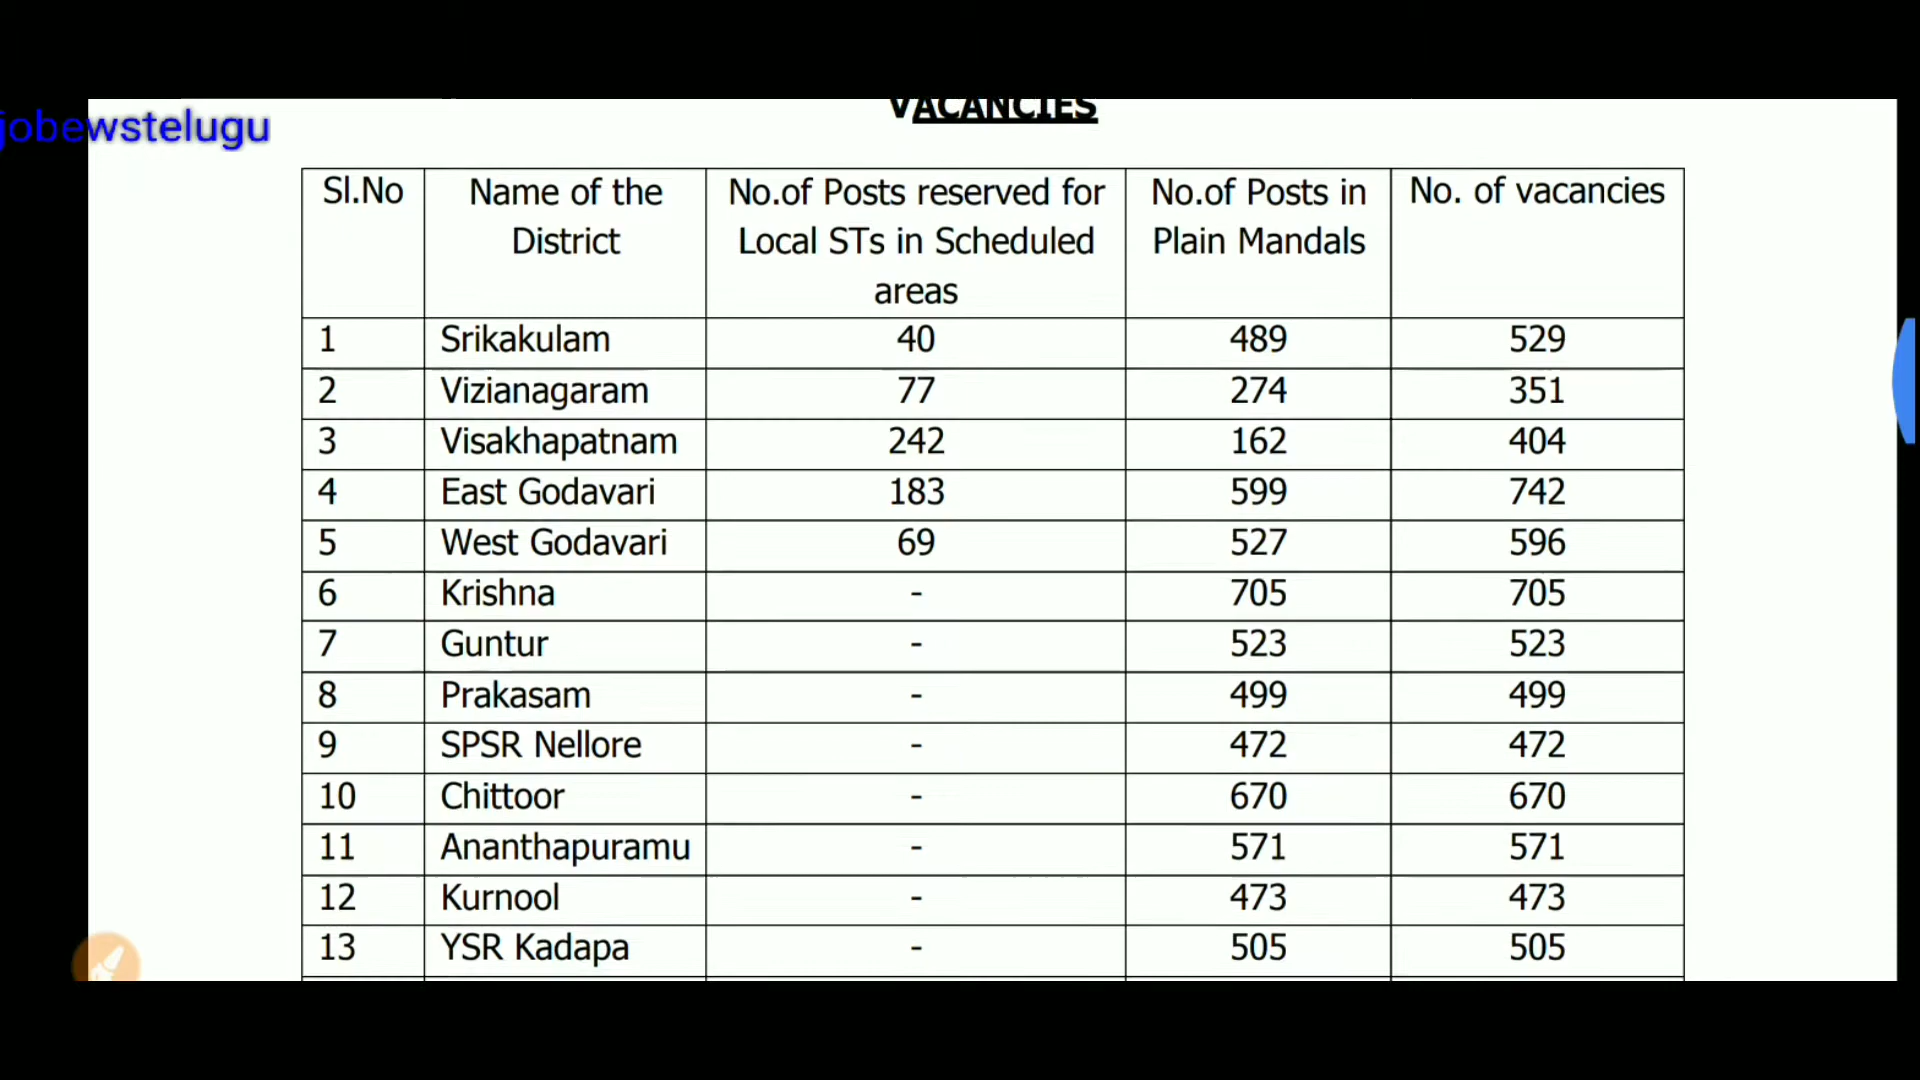 VACANCIES
jobewstelugu
Sl.No Name of the District No.of Posts reserved for Local STs in Scheduled areas No.of Posts in Plain Mandals No. of vacancies
1 Srikakulam 40 489 529
2 Vizianagaram 77 274 351
3 Visakhapatnam 242 162 404
4 East Godavari 183 599 742
5 West Godavari 69 527 596
6 Krishna - 705 705
7 Guntur - 523 523
8 Prakasam - 499 499
9 SPSR Nellore - 472 472
10 Chittoor - 670 670
11 Ananthapuramu - 571 571
12 Kurnool - 473 473
13 YSR Kadapa - 505 505